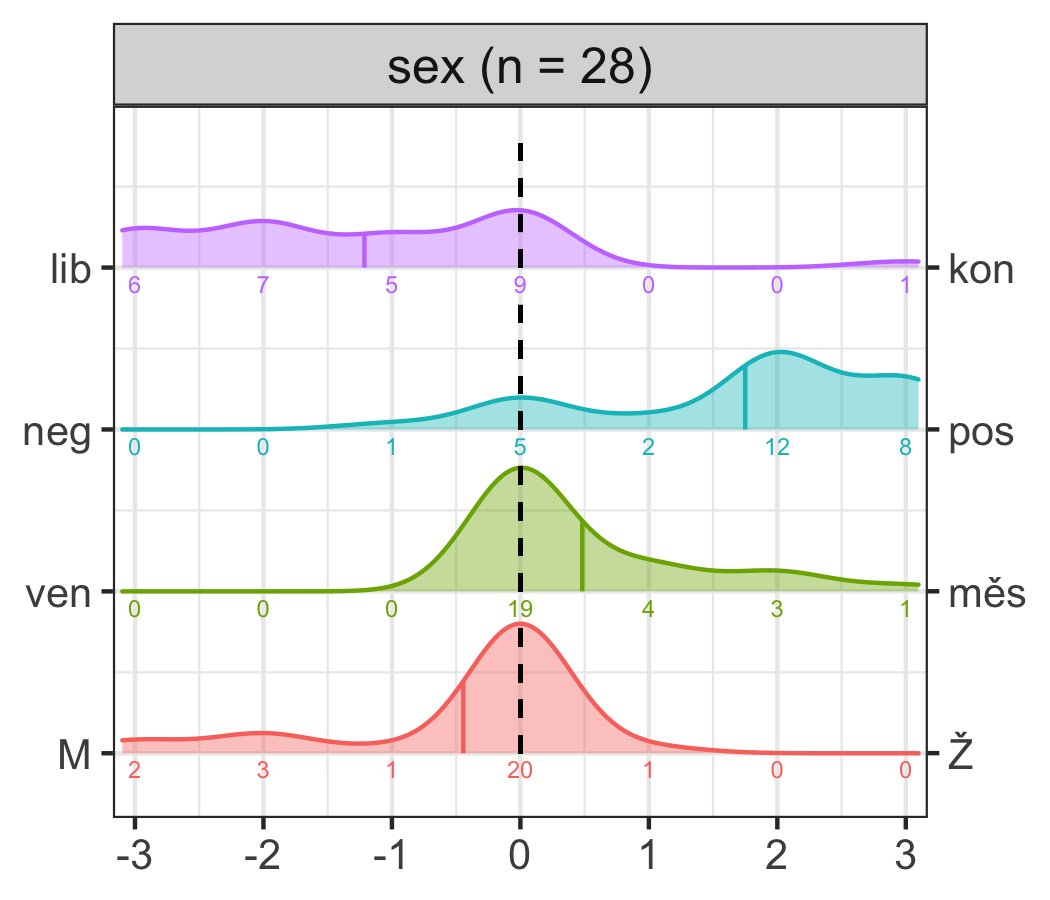 sex (n = 28)
lib kon
6 7 5 9 0 0 1
neg pos
0 0 1 5 2 12 8
ven měs
0 0 0 19 4 3 1
M Ž
2 3 1 20 1 0 0
-3 -2 -1 0 1 2 3